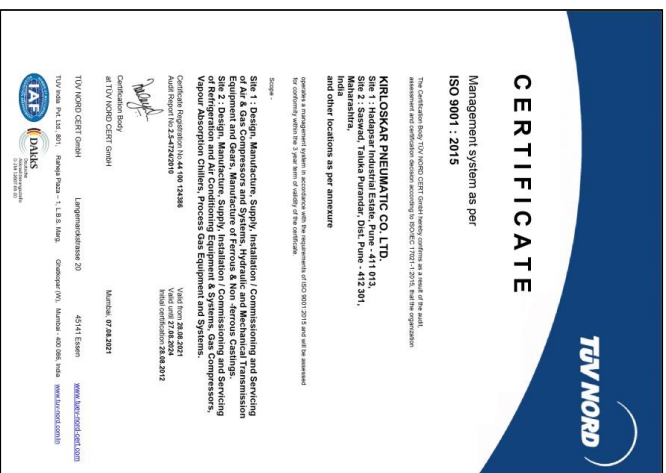 TÜV NORD
CERTIFICATE
Management system as per
ISO 9001 : 2015
The Certification Body TÜV NORD CERT GmbH hereby confirms as a result of the audit,
assessment and certification decision according to ISO/IEC 17021-1:2015, that the organization
KIRLOSKAR PNEUMATIC CO. LTD.
Site 1 : Hadapsar Industrial Estate, Pune - 411 013,
Site 2 : Saswad, Taluka Purandar, Dist. Pune - 412 301,
Maharashtra,
India
and other locations as per annexure
operates a management system in accordance with the requirements of ISO 9001:2015 and will be assessed
for conformity within the 3 year term of validity of the certificate.
Scope -
Site 1 : Design, Manufacture, Supply, Installation / Commissioning and Servicing
of Air & Gas Compressors and Systems, Hydraulic and Mechanical Transmission
Equipment and Gears, Manufacture of Ferrous & Non -ferrous Castings.
Site 2 : Design, Manufacture, Supply, Installation / Commissioning and Servicing
of Refrigeration and Air Conditioning Equipment & Systems, Gas Compressors,
Vapour Absorption Chillers, Process Gas Equipment and Systems.
Certificate Registration No.44 100 124386
Audit Report No.2.5-4724/2010
Valid from 28.08.2021
Valid until 27.08.2024
Initial certification 28.08.2012
Certification Body
at TÜV NORD CERT GmbH
Mumbai, 07.08.2021
TÜV NORD CERT GmbH Langemarckstrasse 20 45141 Essen www.tuev-nord-cert.com
TUV India Pvt. Ltd., 801, Raheja Plaza – 1, L.B.S. Marg, Ghatkopar (W), Mumbai - 400 086, India www.tuv-nord.com/in
IAF
DAkkS
Deutsche
Akkreditierungsstelle